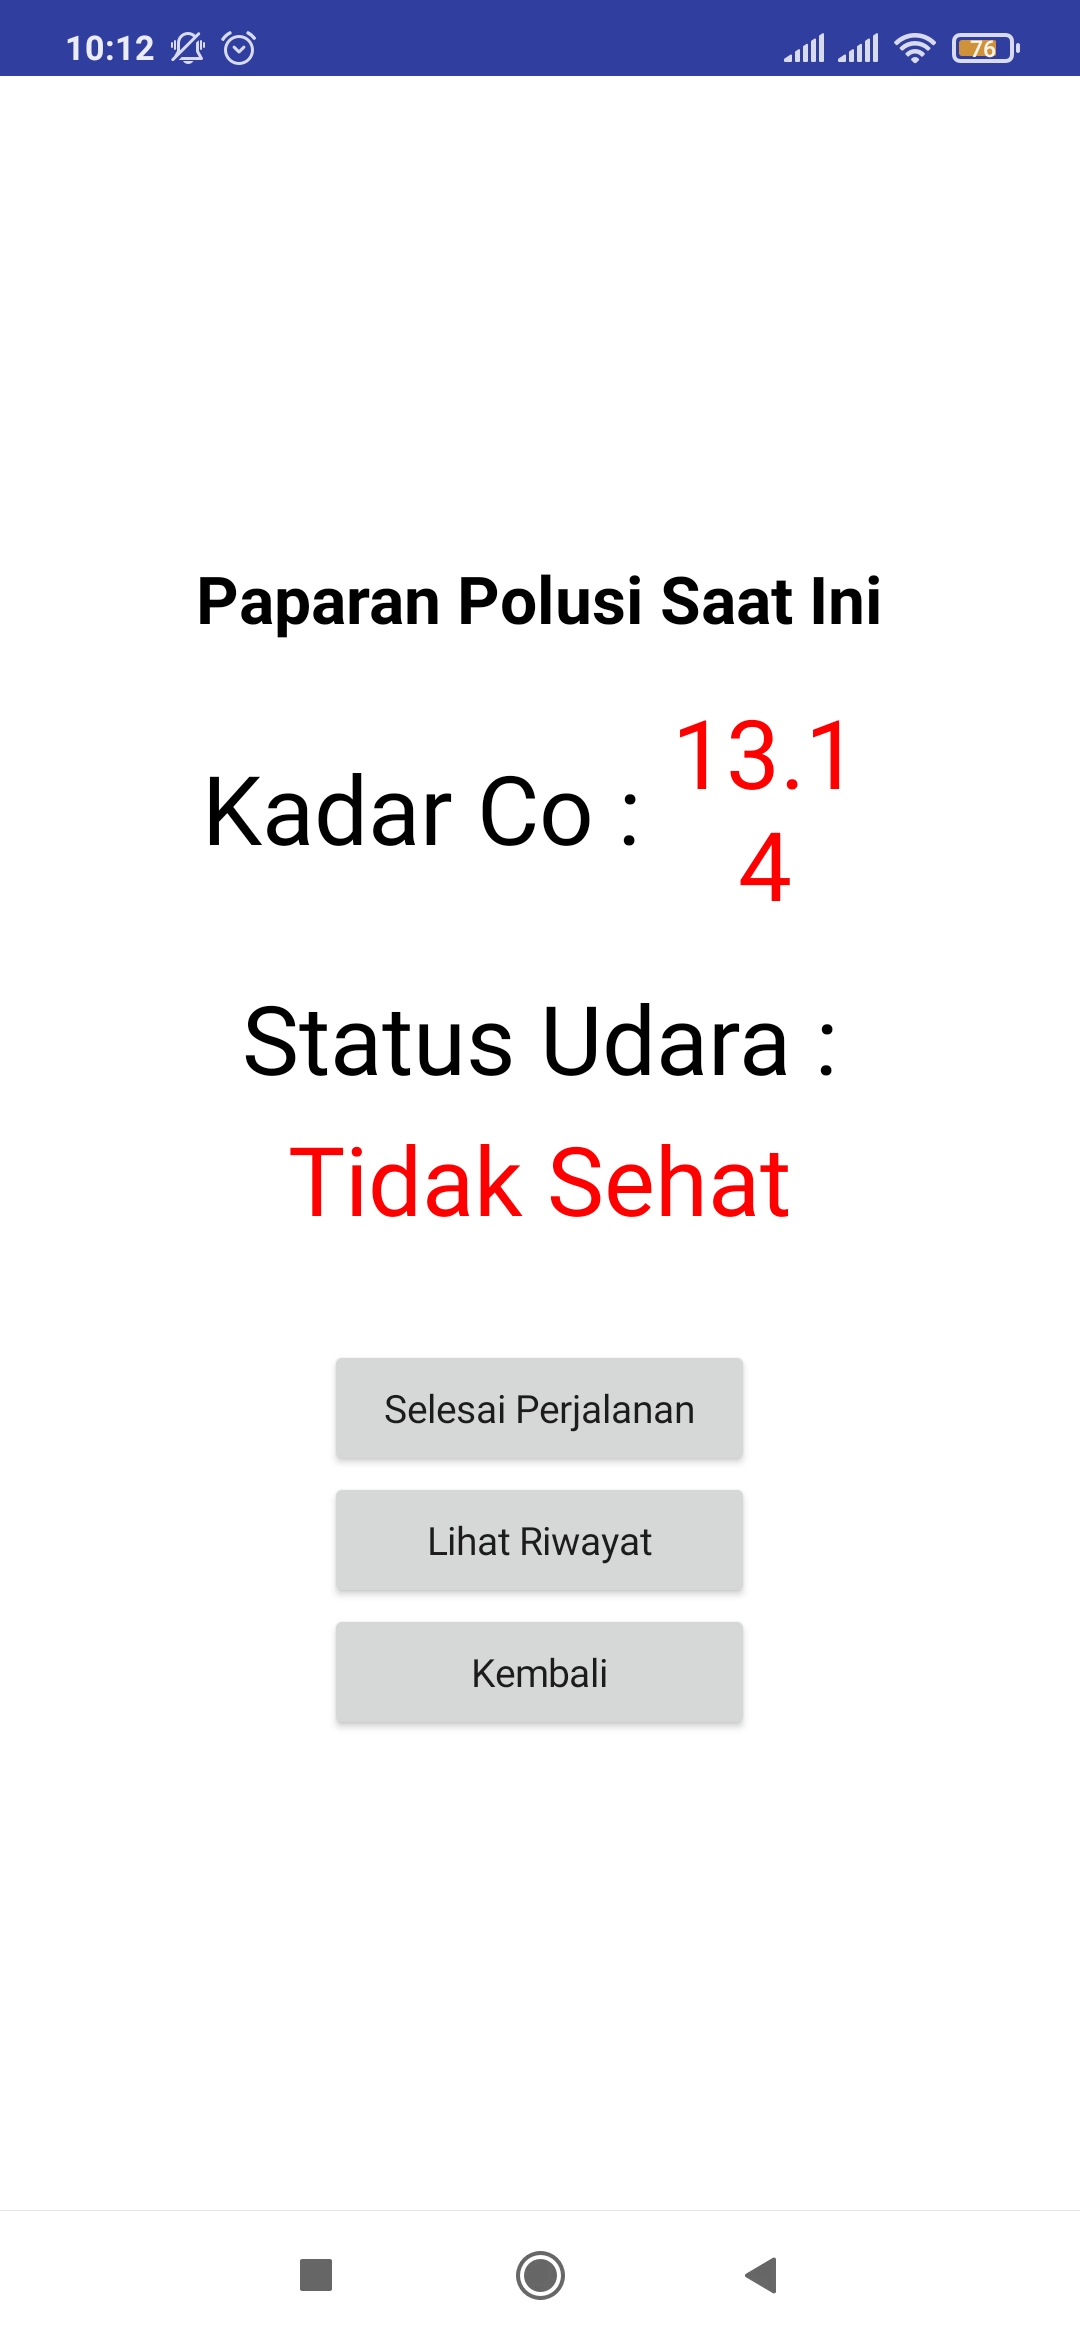 10:12
76
Paparan Polusi Saat Ini
Kadar Co :
13.1
4
Status Udara :
Tidak Sehat
Selesai Perjalanan
Lihat Riwayat
Kembali